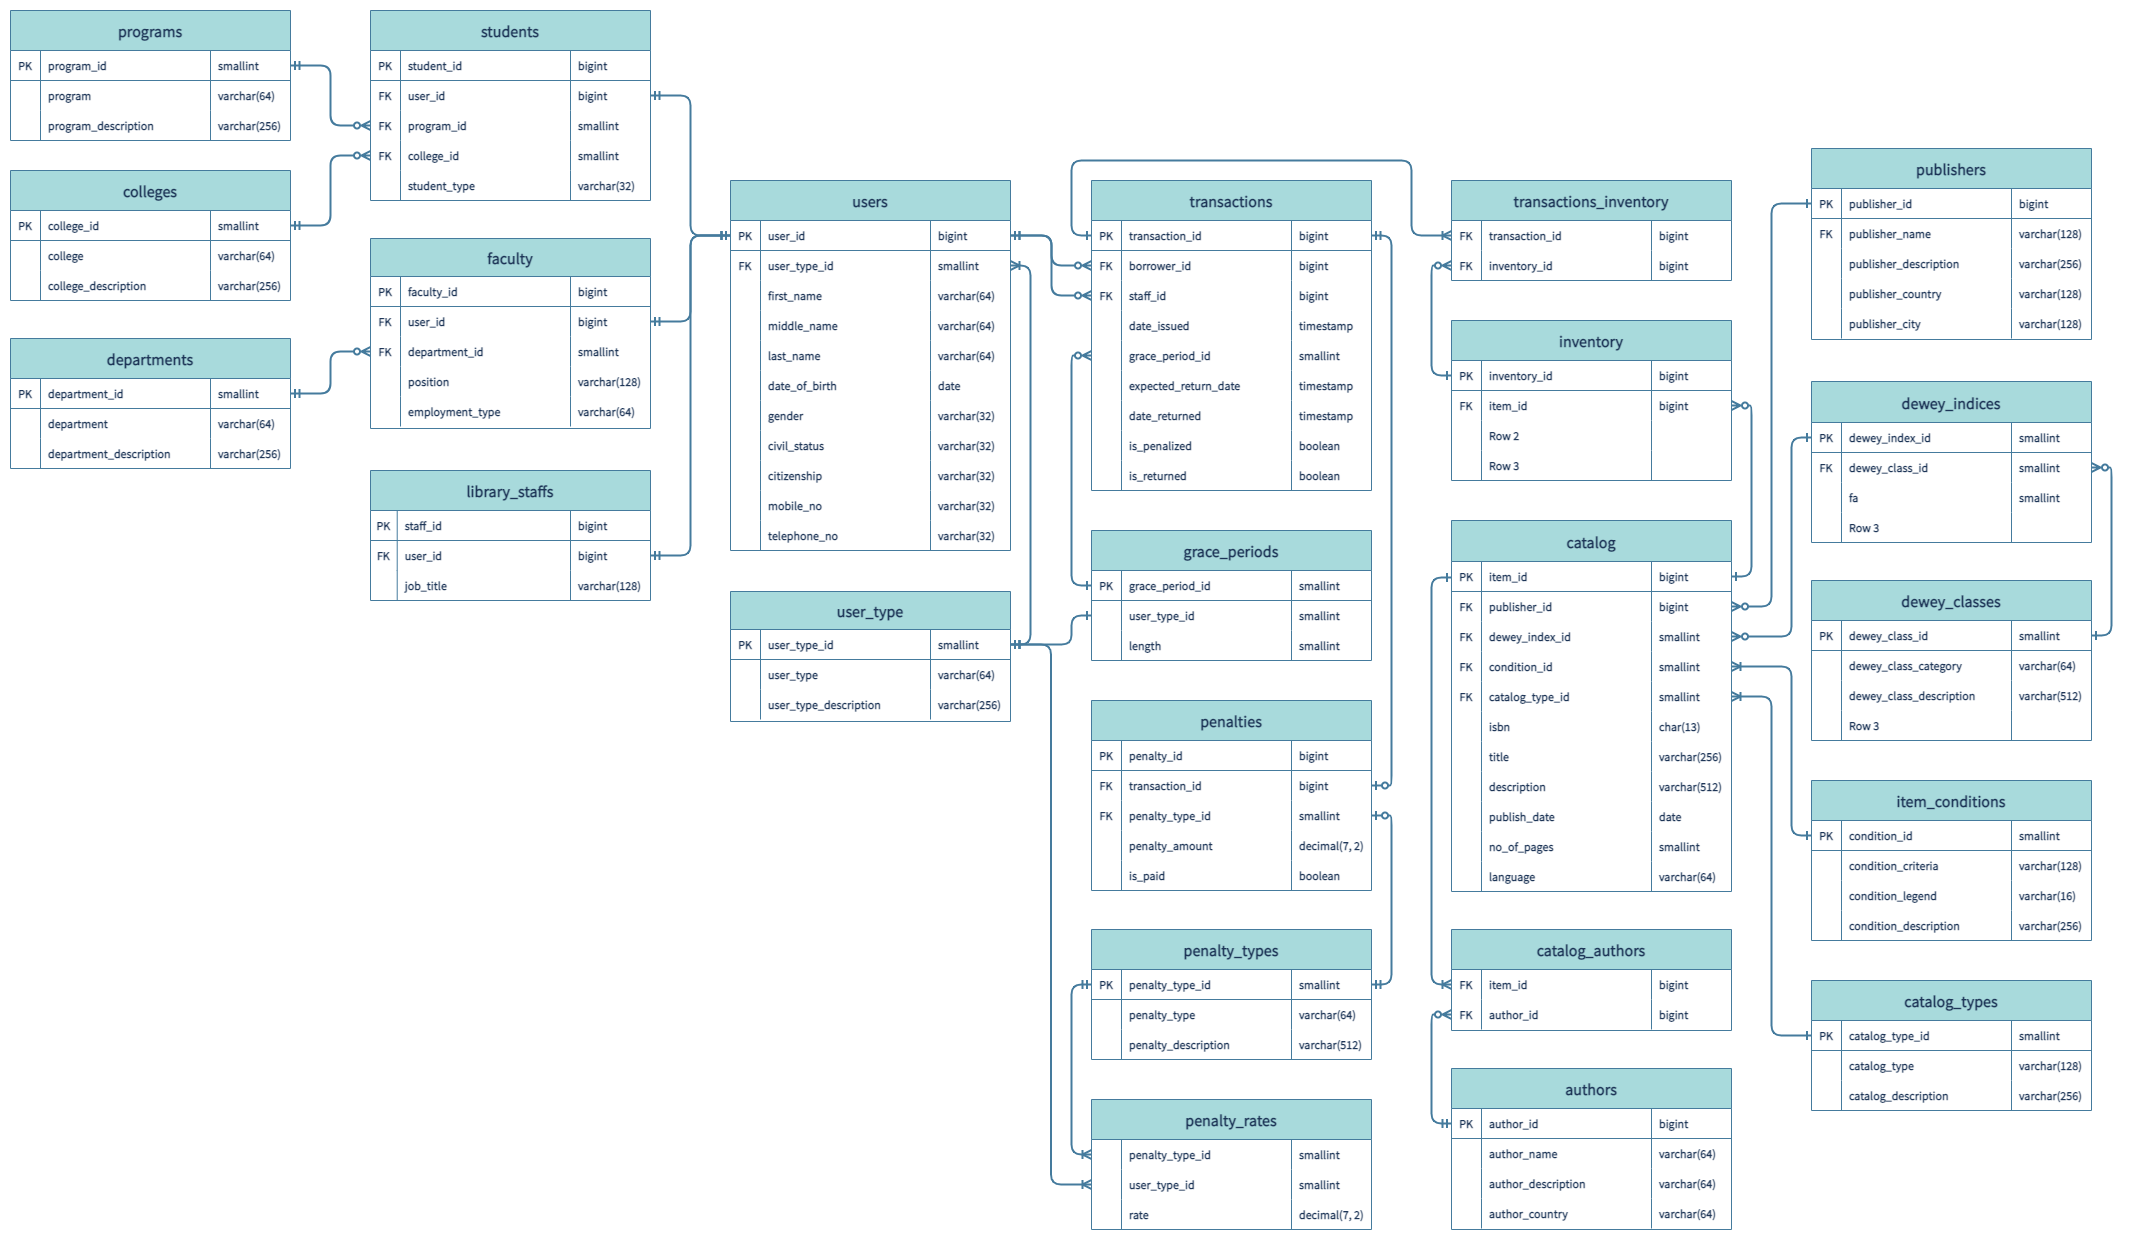 programs
PK program_id smallint
program varchar(64)
program_description varchar(256)
colleges
PK college_id smallint
college varchar(64)
college_description varchar(256)
departments
PK department_id smallint
department varchar(64)
department_description varchar(256)
students
PK student_id bigint
FK user_id bigint
FK program_id smallint
FK college_id smallint
student_type varchar(32)
faculty
PK faculty_id bigint
FK user_id bigint
FK department_id smallint
position varchar(128)
employment_type varchar(64)
library_staffs
PK staff_id bigint
FK user_id bigint
job_title varchar(128)
users
PK user_id bigint
FK user_type_id smallint
first_name varchar(64)
middle_name varchar(64)
last_name varchar(64)
date_of_birth date
gender varchar(32)
civil_status varchar(32)
citizenship varchar(32)
mobile_no varchar(32)
telephone_no varchar(32)
user_type
PK user_type_id smallint
user_type varchar(64)
user_type_description varchar(256)
transactions
PK transaction_id bigint
FK borrower_id bigint
FK staff_id bigint
date_issued timestamp
grace_period_id smallint
expected_return_date timestamp
date_returned timestamp
is_penalized boolean
is_returned boolean
grace_periods
PK grace_period_id smallint
user_type_id smallint
length smallint
penalties
PK penalty_id bigint
FK transaction_id bigint
FK penalty_type_id smallint
penalty_amount decimal(7, 2)
is_paid boolean
penalty_types
PK penalty_type_id smallint
penalty_type varchar(64)
penalty_description varchar(512)
penalty_rates
penalty_type_id smallint
user_type_id smallint
rate decimal(7, 2)
transactions_inventory
FK transaction_id bigint
FK inventory_id bigint
inventory
PK inventory_id bigint
FK item_id bigint
Row 2
Row 3
catalog
PK item_id bigint
FK publisher_id bigint
FK dewey_index_id smallint
FK condition_id smallint
FK catalog_type_id smallint
isbn char(13)
title varchar(256)
description varchar(512)
publish_date date
no_of_pages smallint
language varchar(64)
catalog_authors
FK item_id bigint
FK author_id bigint
authors
PK author_id bigint
author_name varchar(64)
author_description varchar(64)
author_country varchar(64)
publishers
PK publisher_id bigint
FK publisher_name varchar(128)
publisher_description varchar(256)
publisher_country varchar(128)
publisher_city varchar(128)
dewey_indices
PK dewey_index_id smallint
FK dewey_class_id smallint
fa smallint
Row 3
dewey_classes
PK dewey_class_id smallint
dewey_class_category varchar(64)
dewey_class_description varchar(512)
Row 3
item_conditions
PK condition_id smallint
condition_criteria varchar(128)
condition_legend varchar(16)
condition_description varchar(256)
catalog_types
PK catalog_type_id smallint
catalog_type varchar(128)
catalog_description varchar(256)